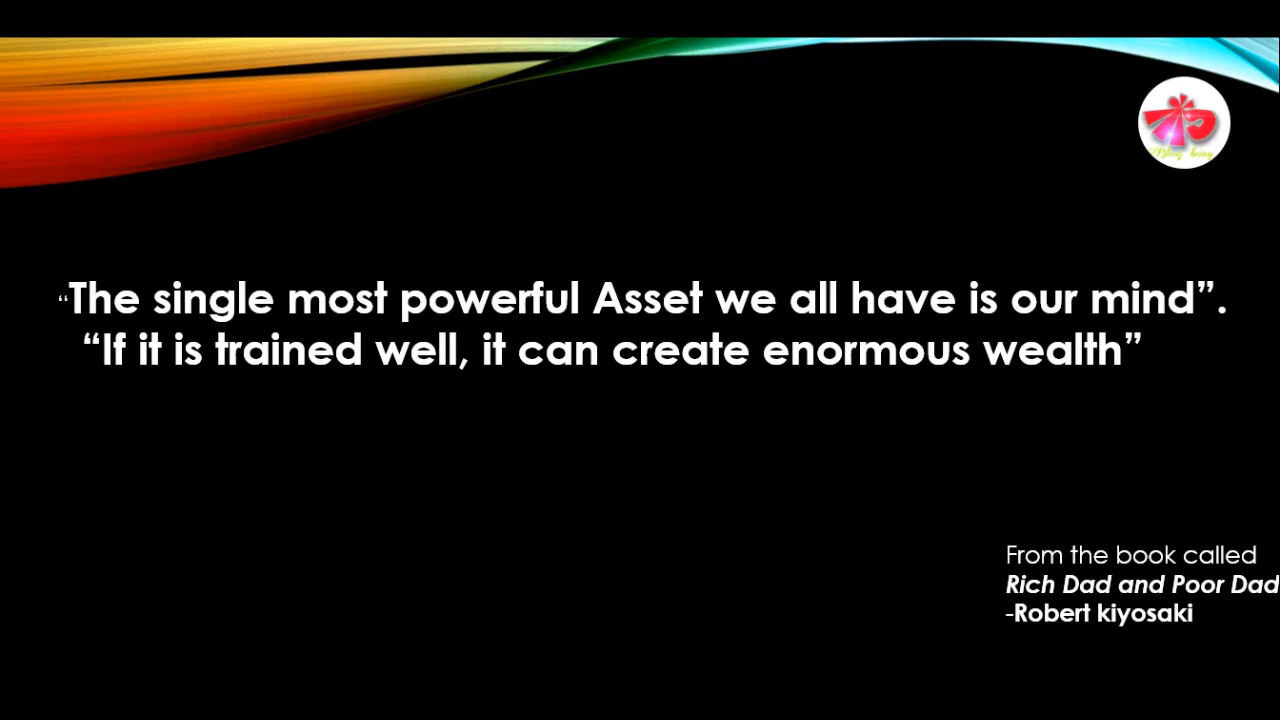 “The single most powerful Asset we all have is our mind”.
“If it is trained well, it can create enormous wealth”
From the book called
Rich Dad and Poor Dad
-Robert kiyosaki